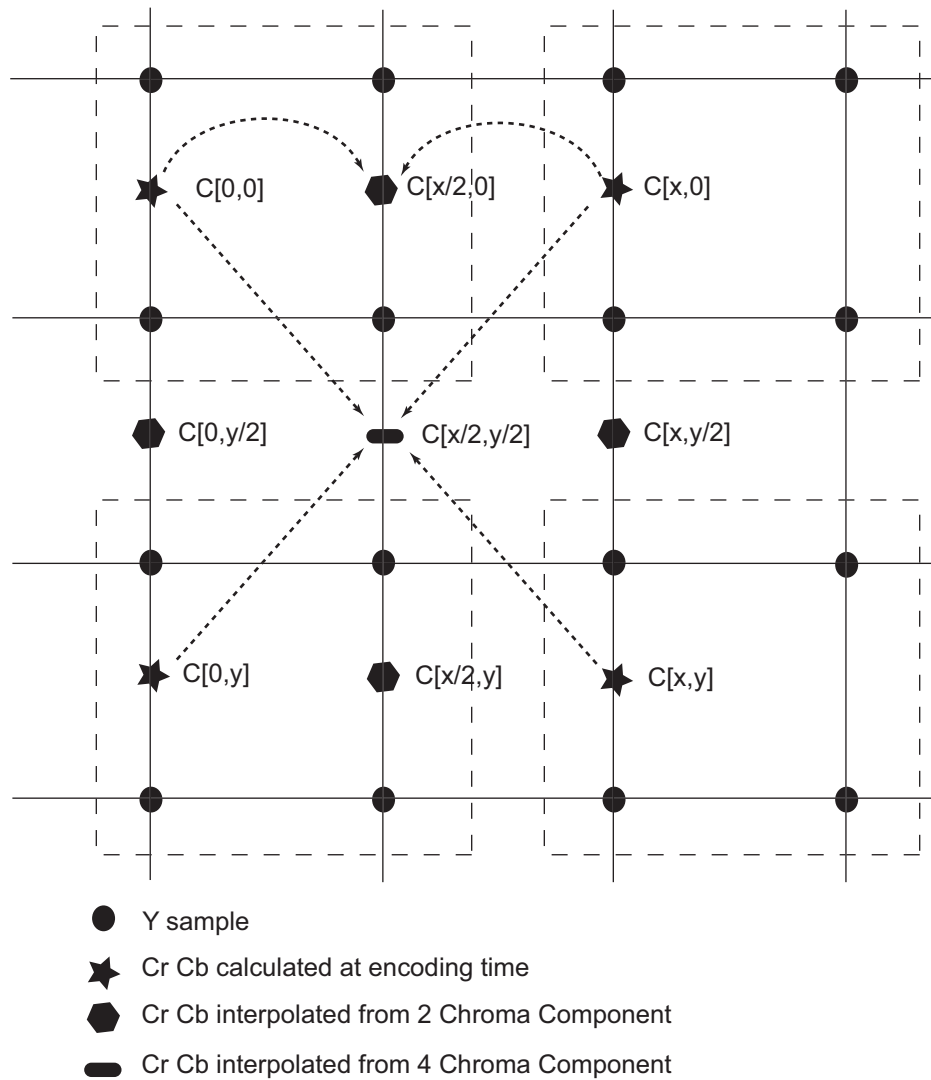 C[0,0]
C[x/2,0]
C[x,0]
C[0,y/2]
C[x/2,y/2]
C[x,y/2]
C[0,y]
C[x/2,y]
C[x,y]
Y sample
Cr Cb calculated at encoding time
Cr Cb interpolated from 2 Chroma Component
Cr Cb interpolated from 4 Chroma Component